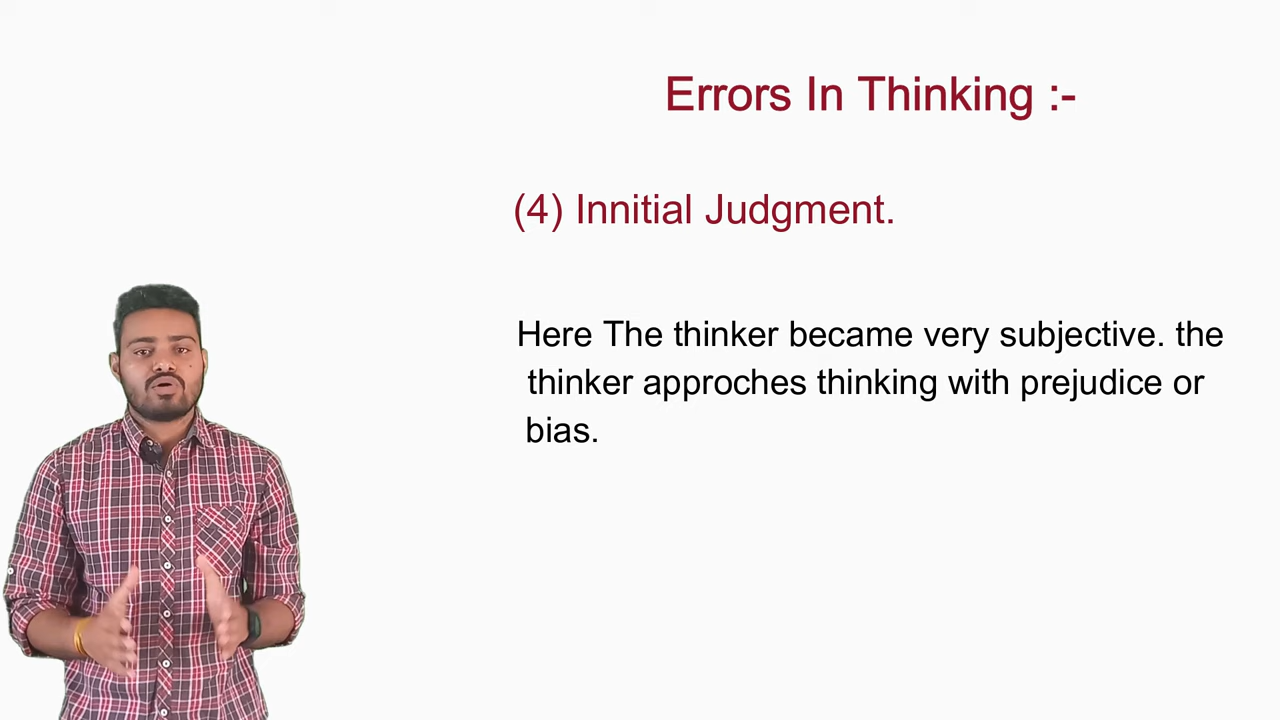 Errors In Thinking :-
(4) Innitial Judgment.
Here The thinker became very subjective. the
thinker approches thinking with prejudice or
bias.